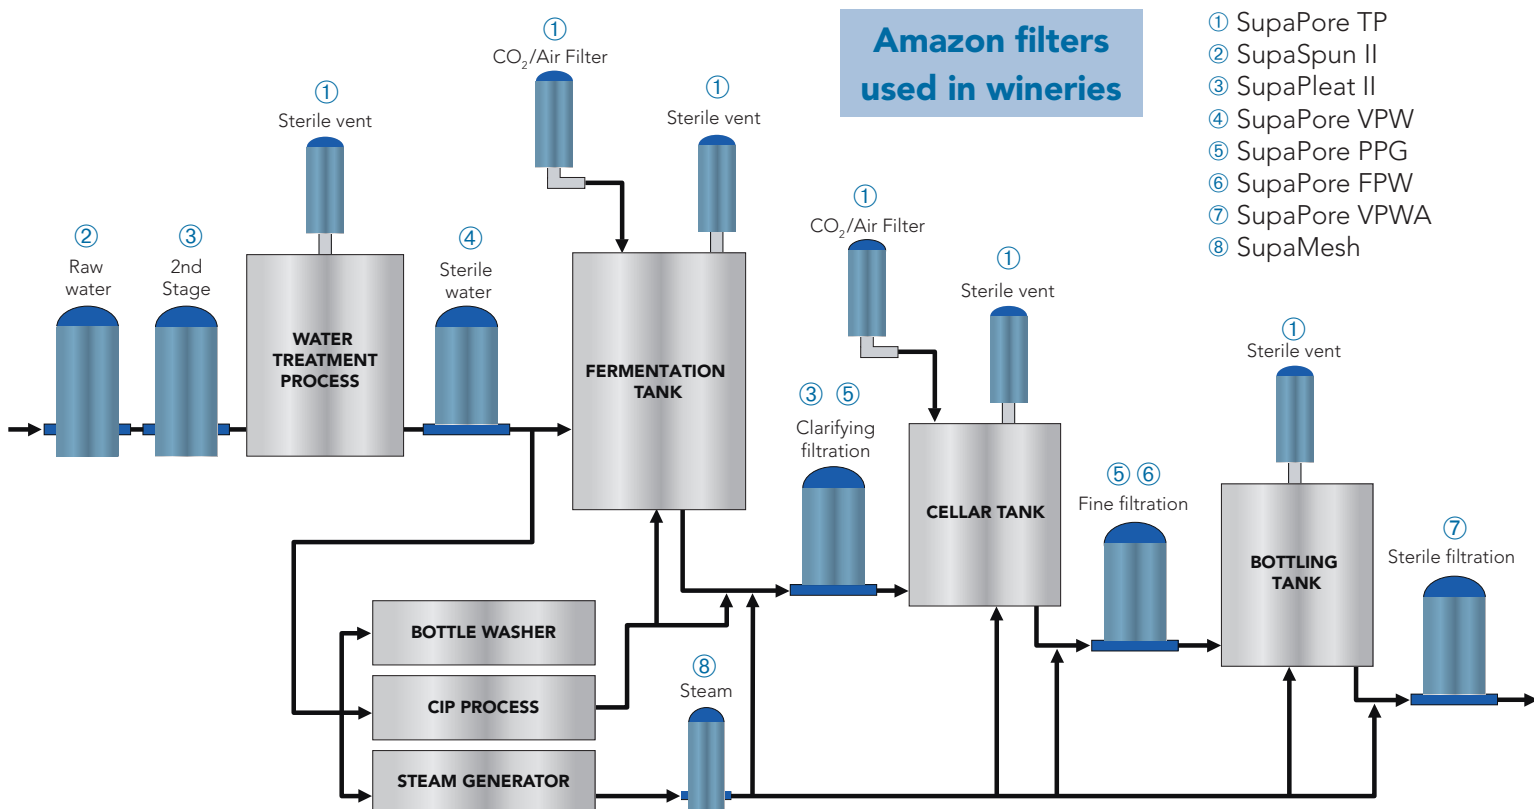 Amazon filters
used in wineries
① SupaPore TP
② SupaSpun II
③ SupaPleat II
④ SupaPore VPW
⑤ SupaPore PPG
⑥ SupaPore FPW
⑦ SupaPore VPWA
⑧ SupaMesh
①
CO₂/Air Filter
①
Sterile vent
①
Sterile vent
②
Raw
water
③
2nd
Stage
WATER
TREATMENT
PROCESS
④
Sterile
water
FERMENTATION
TANK
①
CO₂/Air Filter
①
Sterile vent
③ ⑤
Clarifying
filtration
CELLAR TANK
①
Sterile vent
⑤ ⑥
Fine filtration
BOTTLING
TANK
⑦
Sterile filtration
BOTTLE WASHER
CIP PROCESS
STEAM GENERATOR
⑧
Steam